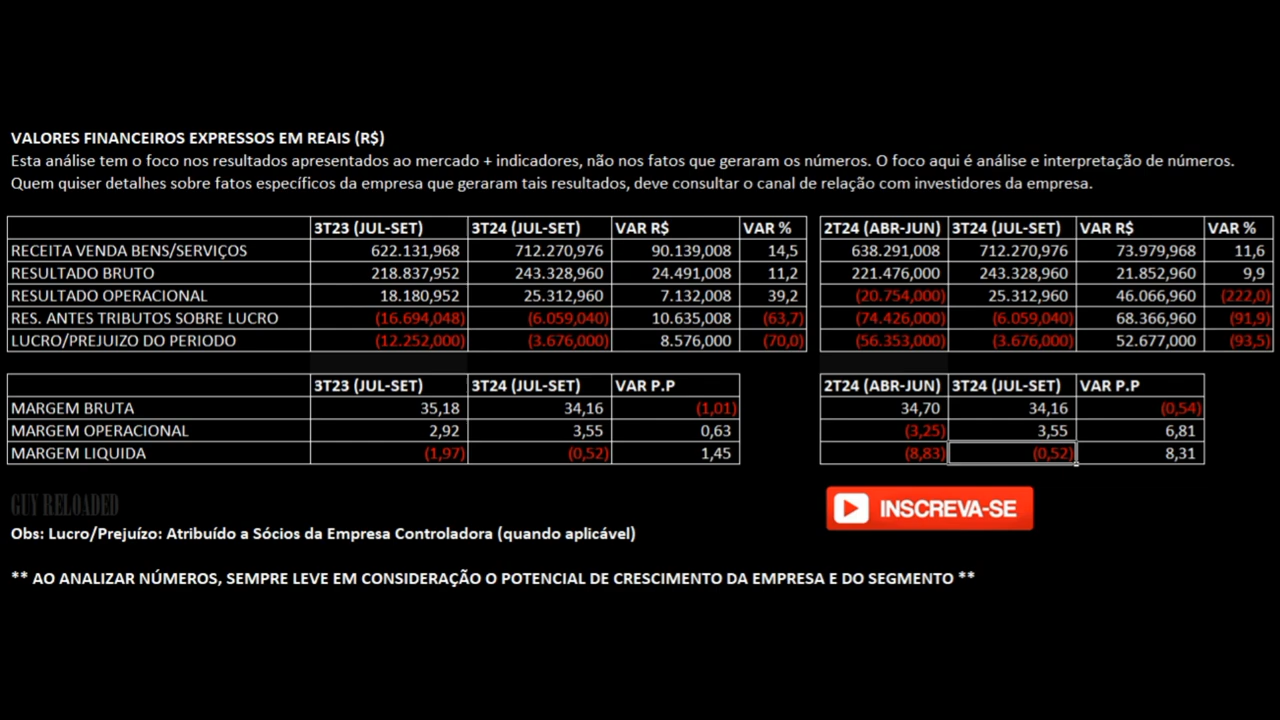 VALORES FINANCEIROS EXPRESSOS EM REAIS (R$)
Esta análise tem o foco nos resultados apresentados ao mercado + indicadores, não nos fatos que geraram os números. O foco aqui é análise e interpretação de números.
Quem quiser detalhes sobre fatos específicos da empresa que geraram tais resultados, deve consultar o canal de relação com investidores da empresa.
3T23 (JUL-SET) 3T24 (JUL-SET) VAR R$ VAR % 2T24 (ABR-JUN) 3T24 (JUL-SET) VAR R$ VAR %
RECEITA VENDA BENS/SERVIÇOS 622.131,968 712.270,976 90.139,008 14,5 638.291,008 712.270,976 73.979,968 11,6
RESULTADO BRUTO 218.837,952 243.328,960 24.491,008 11,2 221.476,000 243.328,960 21.852,960 9,9
RESULTADO OPERACIONAL 18.180,952 25.312,960 7.132,008 39,2 (20.754,000) 25.312,960 46.066,960 (222,0)
RES. ANTES TRIBUTOS SOBRE LUCRO (16.694,048) (6.059,040) 10.635,008 (63,7) (74.426,000) (6.059,040) 68.366,960 (91,9)
LUCRO/PREJUIZO DO PERIODO (12.252,000) (3.676,000) 8.576,000 (70,0) (56.353,000) (3.676,000) 52.677,000 (93,5)
3T23 (JUL-SET) 3T24 (JUL-SET) VAR P.P 2T24 (ABR-JUN) 3T24 (JUL-SET) VAR P.P
MARGEM BRUTA 35,18 34,16 (1,01) 34,70 34,16 (0,54)
MARGEM OPERACIONAL 2,92 3,55 0,63 (3,25) 3,55 6,81
MARGEM LIQUIDA (1,97) (0,52) 1,45 (8,83) (0,52) 8,31
GUY RELOADED
INSCREVA-SE
Obs: Lucro/Prejuízo: Atribuído a Sócios da Empresa Controladora (quando aplicável)
** AO ANALIZAR NÚMEROS, SEMPRE LEVE EM CONSIDERAÇÃO O POTENCIAL DE CRESCIMENTO DA EMPRESA E DO SEGMENTO **